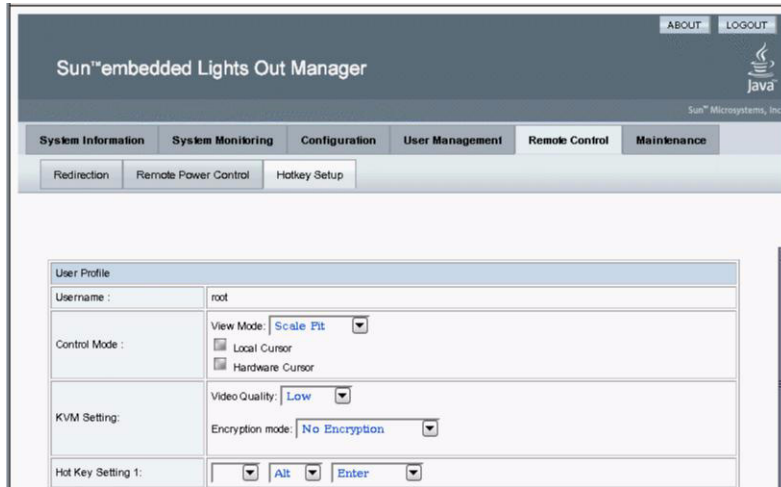 ABOUT LOGOUT
Sun™embedded Lights Out Manager
Java
Sun™ Microsystems, Inc
System Information System Monitoring Configuration User Management Remote Control Maintenance
Redirection Remote Power Control Hotkey Setup
User Profile
Username : root
Control Mode : View Mode: Scale Fit
Local Cursor
Hardware Cursor
KVM Setting: Video Quality: Low
Encryption mode: No Encryption
Hot Key Setting 1: Alt Enter